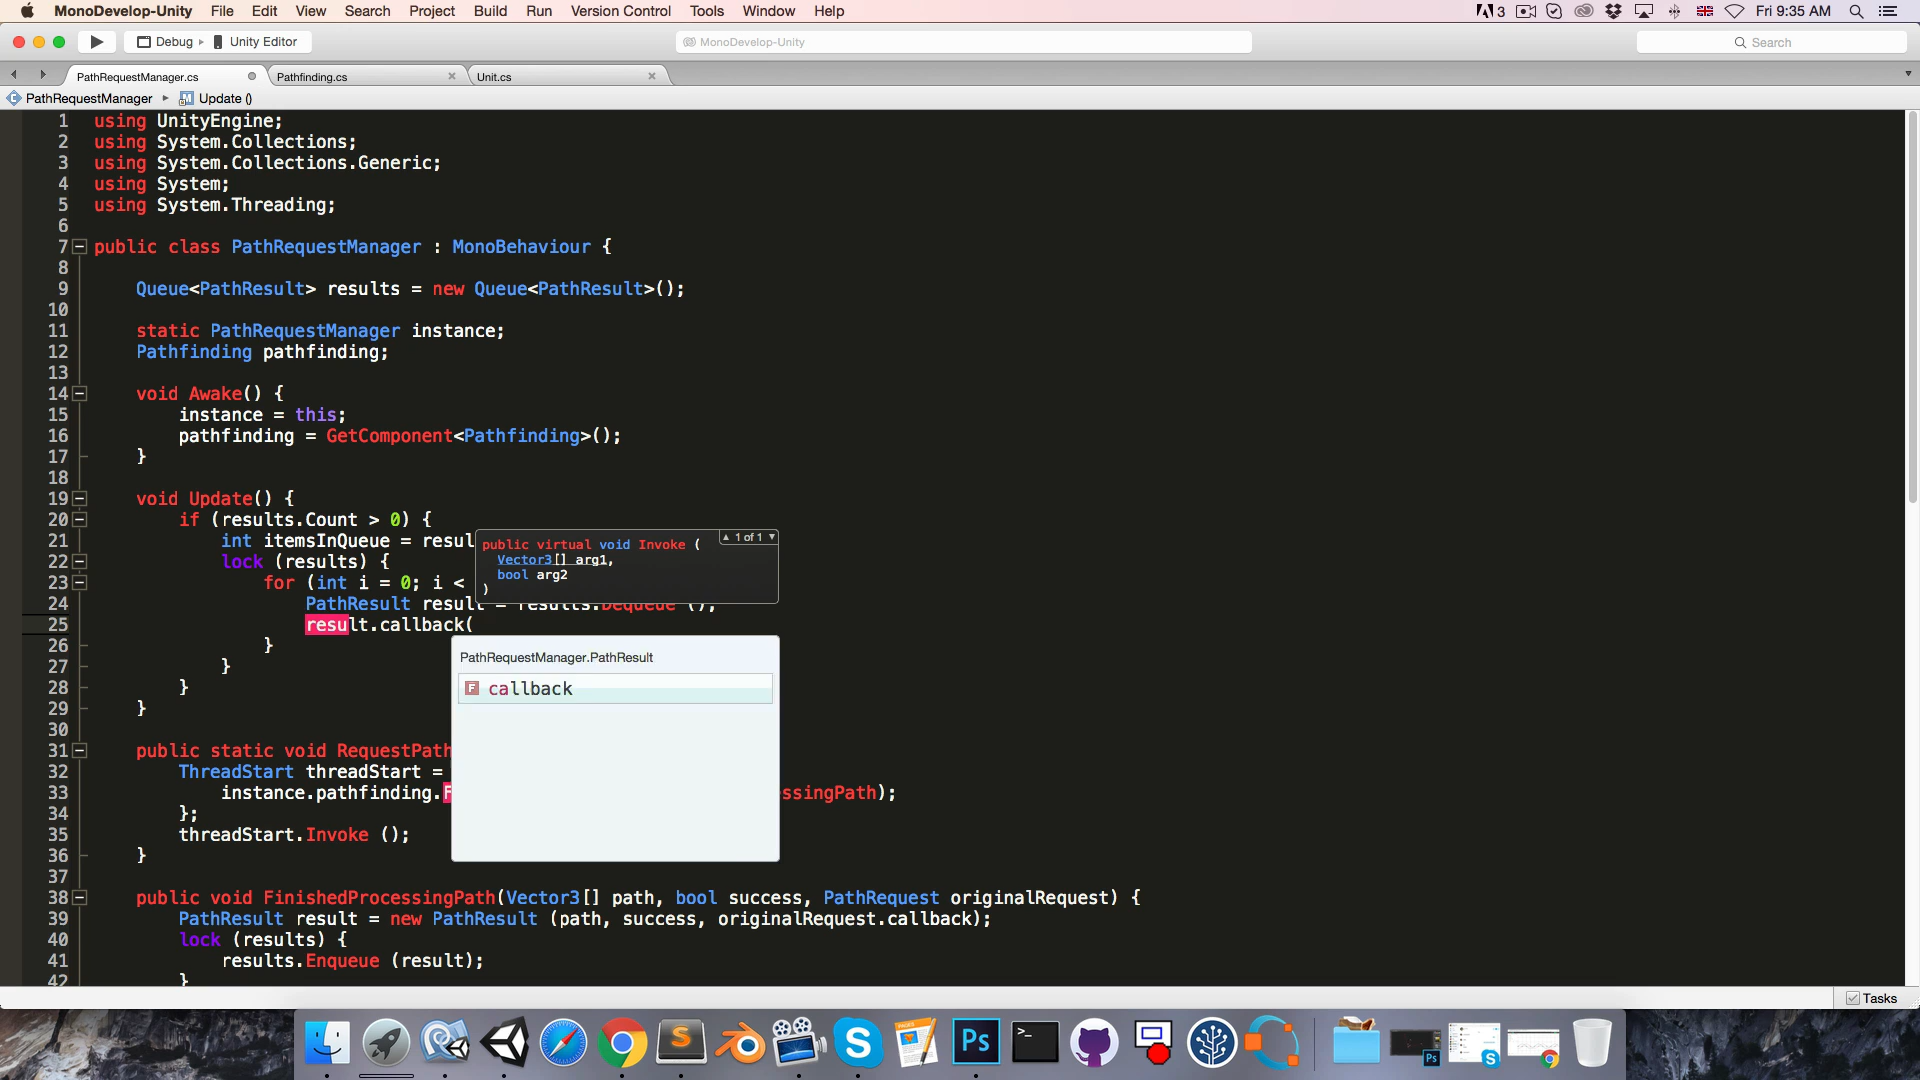 MonoDevelop-Unity File Edit View Search Project Build Run Version Control Tools Window Help 3 Fri 9:35 AM
Debug Unity Editor MonoDevelop-Unity Search
PathRequestManager.cs Pathfinding.cs Unit.cs
PathRequestManager Update ()
1 using UnityEngine;
2 using System.Collections;
3 using System.Collections.Generic;
4 using System;
5 using System.Threading;
6
7 public class PathRequestManager : MonoBehaviour {
8
9 Queue<PathResult> results = new Queue<PathResult>();
10
11 static PathRequestManager instance;
12 Pathfinding pathfinding;
13
14 void Awake() {
15 instance = this;
16 pathfinding = GetComponent<Pathfinding>();
17 }
18
19 void Update() {
20 if (results.Count > 0) {
21 int itemsInQueue = resul
22 lock (results) {
23 for (int i = 0; i <
24 PathResult result = results.Dequeue ();
25 result.callback(
26 }
27 }
28 }
29 }
30
31 public static void RequestPath
32 ThreadStart threadStart =
33 instance.pathfinding.F ssingPath);
34 };
35 threadStart.Invoke ();
36 }
37
38 public void FinishedProcessingPath(Vector3[] path, bool success, PathRequest originalRequest) {
39 PathResult result = new PathResult (path, success, originalRequest.callback);
40 lock (results) {
41 results.Enqueue (result);
42 }
public virtual void Invoke (
Vector3[] arg1,
bool arg2
)
1 of 1
PathRequestManager.PathResult
F callback
Tasks
S
S
PAGES
Ps
>_
Ps
S